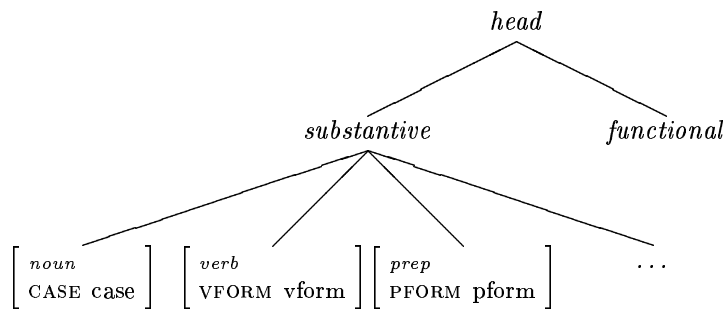 head
substantive functional
noun verb prep ...
CASE case VFORM vform PFORM pform